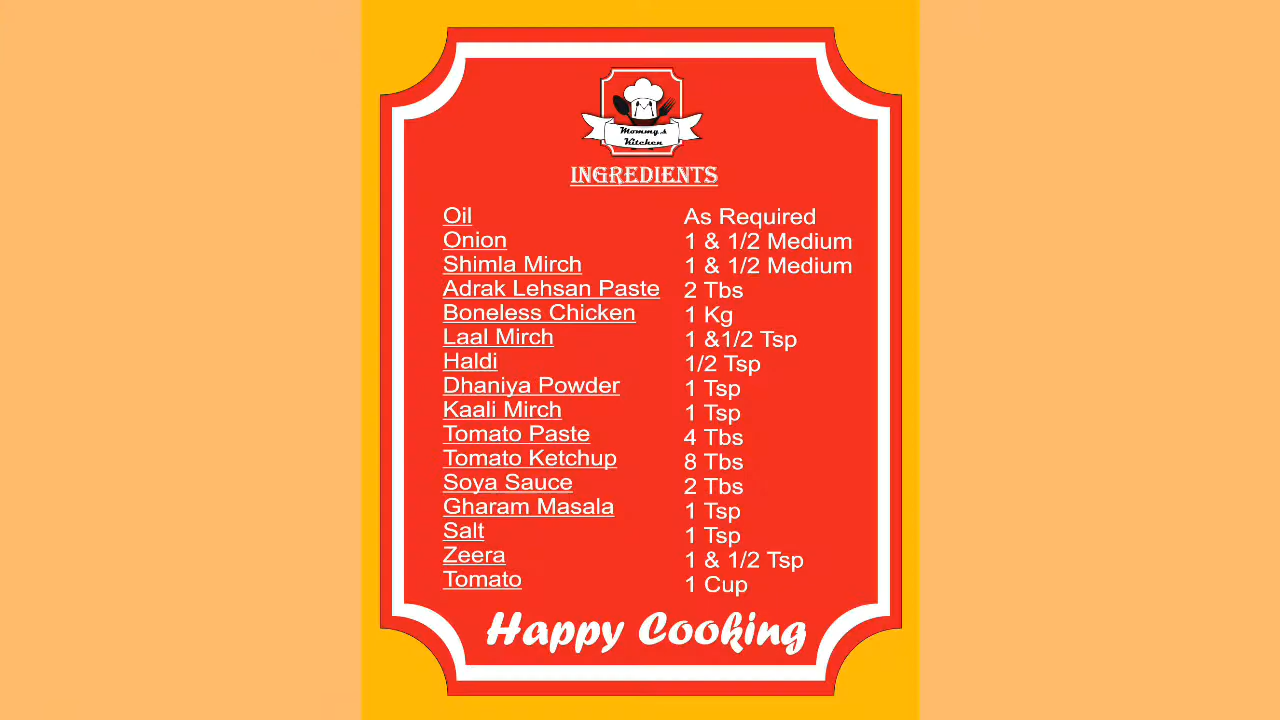 Mommy,s
Kitchen
INGREDIENTS
Oil As Required
Onion 1 & 1/2 Medium
Shimla Mirch 1 & 1/2 Medium
Adrak Lehsan Paste 2 Tbs
Boneless Chicken 1 Kg
Laal Mirch 1 &1/2 Tsp
Haldi 1/2 Tsp
Dhaniya Powder 1 Tsp
Kaali Mirch 1 Tsp
Tomato Paste 4 Tbs
Tomato Ketchup 8 Tbs
Soya Sauce 2 Tbs
Gharam Masala 1 Tsp
Salt 1 Tsp
Zeera 1 & 1/2 Tsp
Tomato 1 Cup
Happy Cooking